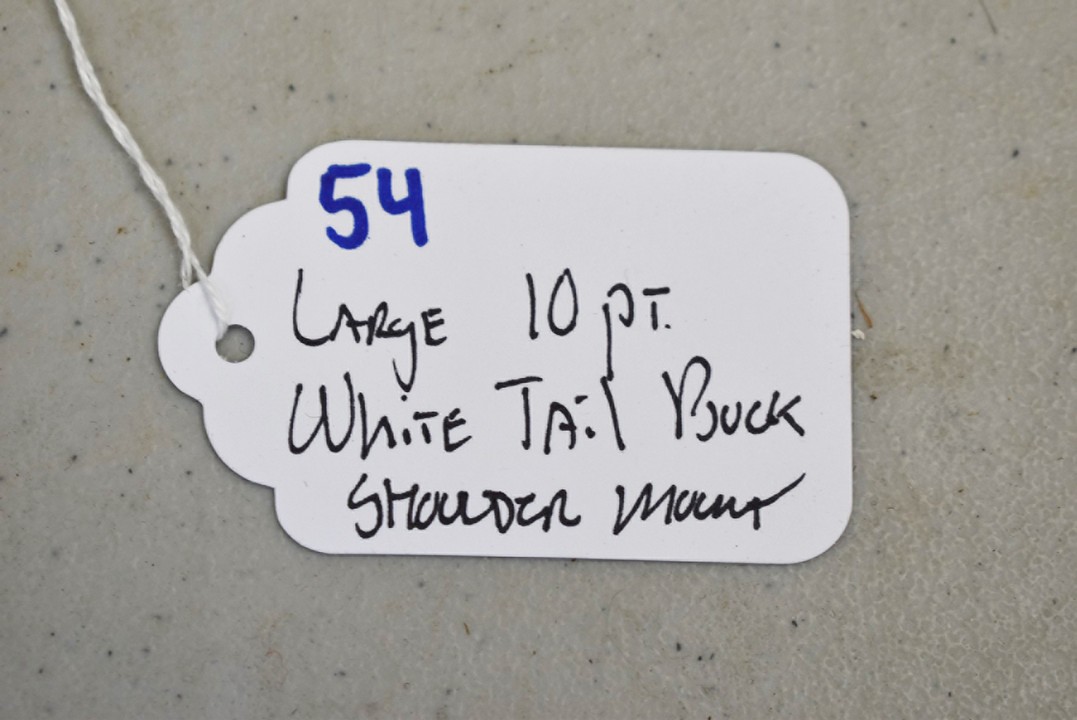 54
Large 10 pt.
White Tail Buck
Shoulder Mount